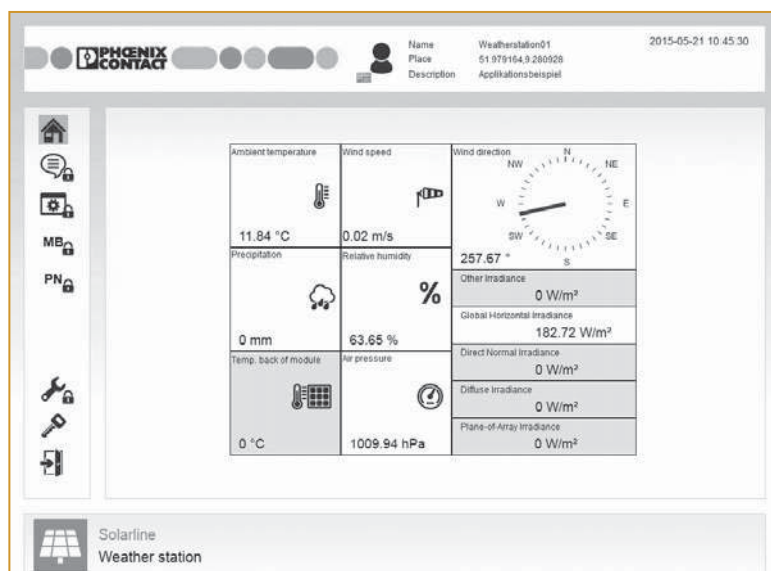 PHŒNIX
CONTACT
Name Weatherstation01
Place 51.979164,9.280928
Description Applikationsbeispiel
2015-05-21 10:45:30
MB
PN
Ambient temperature
11.84 °C
Wind speed
0.02 m/s
Wind direction
N
NW NE
W E
SW SE
S
257.67 °
Precipitation
0 mm
Relative humidity
%
63.65 %
Other Irradiance
0 W/m²
Global Horizontal Irradiance
182.72 W/m²
Temp. back of module
0 °C
Air pressure
1009.94 hPa
Direct Normal Irradiance
0 W/m²
Diffuse Irradiance
0 W/m²
Plane-of-Array Irradiance
0 W/m²
Solarline
Weather station